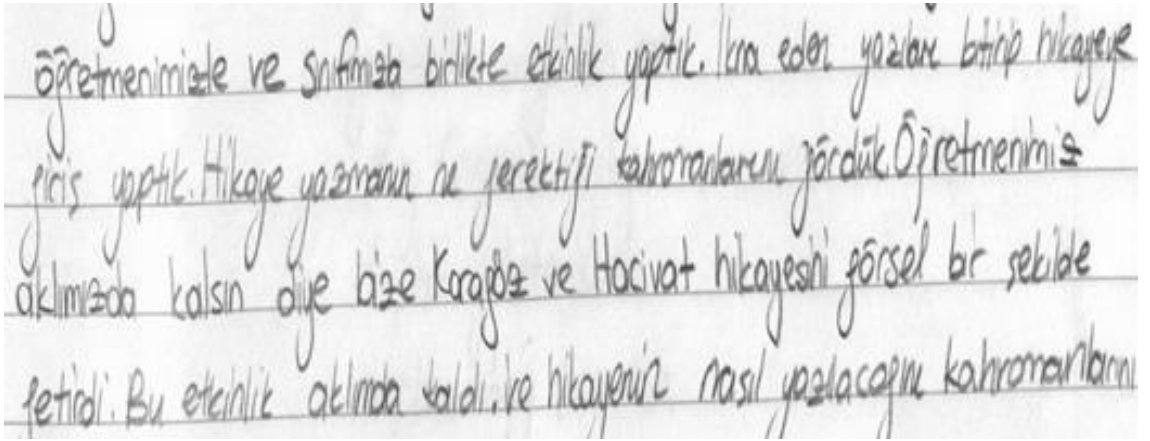 öğretmenimizle ve sınıfımızla birlikte etkinlik yaptık. İkna eden yazıları bitirip hikayeye
giriş yaptık. Hikaye yazmanın ne gerektiği kahramanlarını gördük. Öğretmenimiz
aklımızda kalsın diye bize Karagöz ve Hacivat hikayesini görsel bir şekilde
getirdi. Bu etkinlik aklımda kaldı. ve hikayenin nasıl yazılacağını kahramanlarını